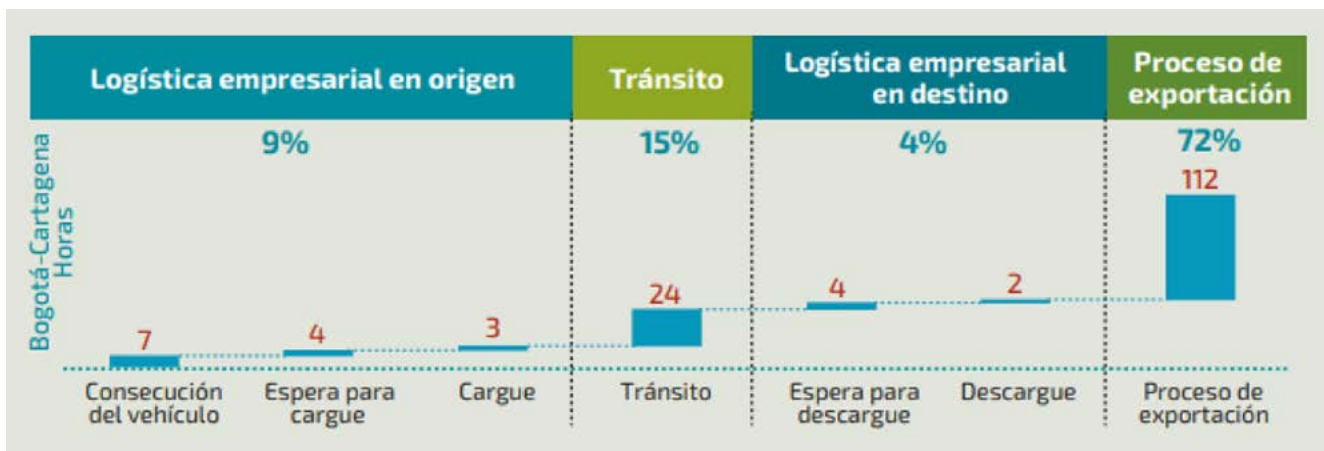 Logística empresarial en origen
Tránsito
Logística empresarial
en destino
Proceso de
exportación
9%
15%
4%
72%
Bogotá-Cartagena
Horas
7
4
3
24
4
2
112
Consecución
del vehículo
Espera para
cargue
Cargue
Tránsito
Espera para
descargue
Descargue
Proceso de
exportación